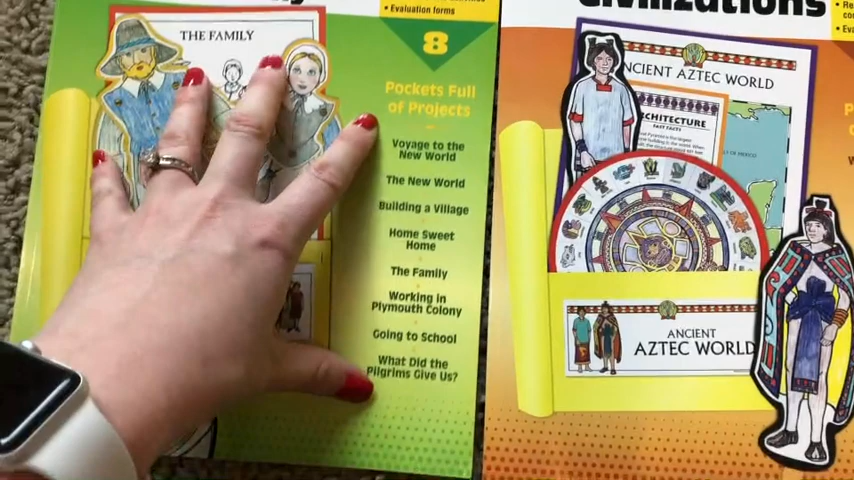 • Evaluation forms
8
Pockets Full
of Projects
Voyage to the
New World
The New World
Building a Village
Home Sweet
Home
The Family
Working in
Plymouth Colony
Going to School
What Did the
Pilgrims Give Us?
THE FAMILY
Civilizations
ANCIENT AZTEC WORLD
ARCHITECTURE
FAST FACTS
OF MEXICO
ANCIENT
AZTEC WORLD